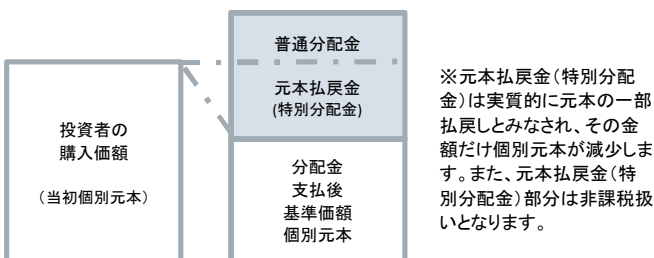 投資者の
購入価額
（当初個別元本）
普通分配金
元本払戻金
(特別分配金)
分配金
支払後
基準価額
個別元本
※元本払戻金（特別分配
金）は実質的に元本の一部
払戻しとみなされ、その金
額だけ個別元本が減少しま
す。また、元本払戻金（特
別分配金）部分は非課税扱
いとなります。